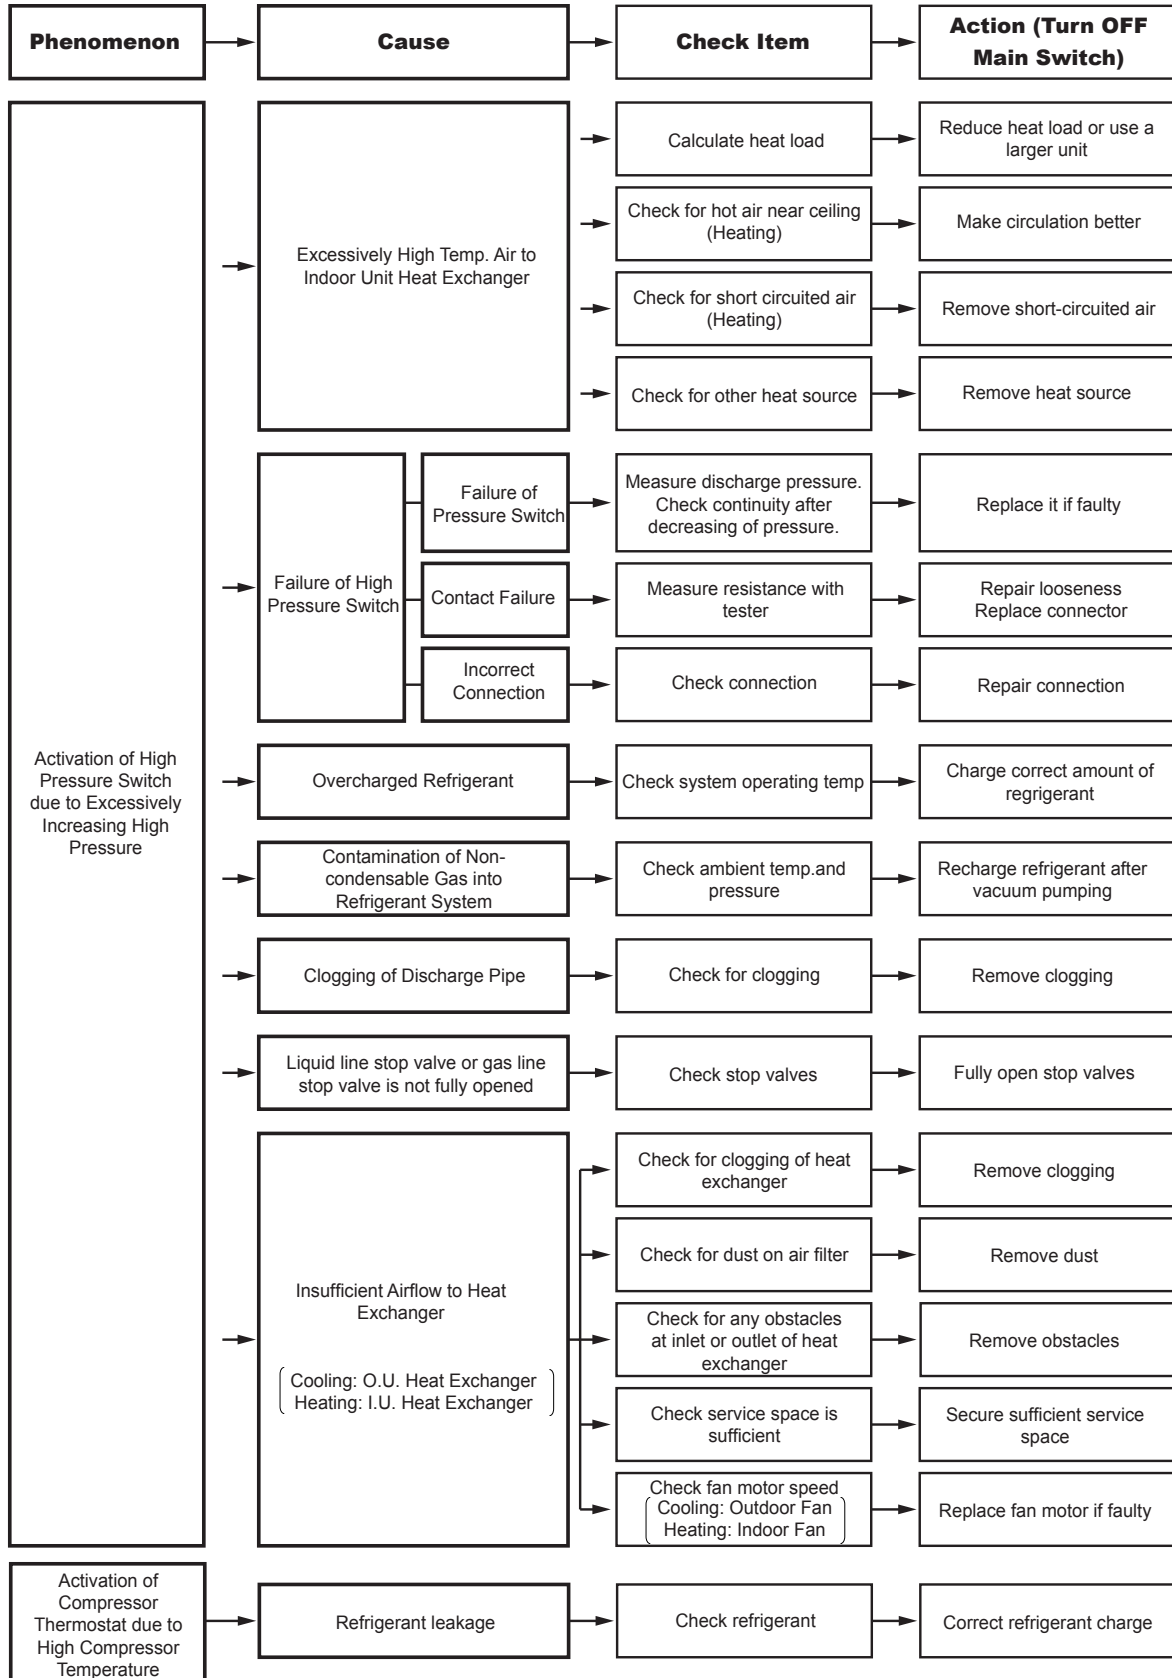 Phenomenon
Cause
Check Item
Action (Turn OFF
Main Switch)
Activation of High
Pressure Switch
due to Excessively
Increasing High
Pressure
Excessively High Temp. Air to
Indoor Unit Heat Exchanger
Calculate heat load
Reduce heat load or use a
larger unit
Check for hot air near ceiling
(Heating)
Make circulation better
Check for short circuited air
(Heating)
Remove short-circuited air
Check for other heat source
Remove heat source
Failure of High
Pressure Switch
Failure of
Pressure Switch
Measure discharge pressure.
Check continuity after
decreasing of pressure.
Replace it if faulty
Contact Failure
Measure resistance with
tester
Repair looseness
Replace connector
Incorrect
Connection
Check connection
Repair connection
Overcharged Refrigerant
Check system operating temp
Charge correct amount of
regrigerant
Contamination of Non-
condensable Gas into
Refrigerant System
Check ambient temp.and
pressure
Recharge refrigerant after
vacuum pumping
Clogging of Discharge Pipe
Check for clogging
Remove clogging
Liquid line stop valve or gas line
stop valve is not fully opened
Check stop valves
Fully open stop valves
Insufficient Airflow to Heat
Exchanger
Cooling: O.U. Heat Exchanger
Heating: I.U. Heat Exchanger
Check for clogging of heat
exchanger
Remove clogging
Check for dust on air filter
Remove dust
Check for any obstacles
at inlet or outlet of heat
exchanger
Remove obstacles
Check service space is
sufficient
Secure sufficient service
space
Check fan motor speed
Cooling: Outdoor Fan
Heating: Indoor Fan
Replace fan motor if faulty
Activation of
Compressor
Thermostat due to
High Compressor
Temperature
Refrigerant leakage
Check refrigerant
Correct refrigerant charge